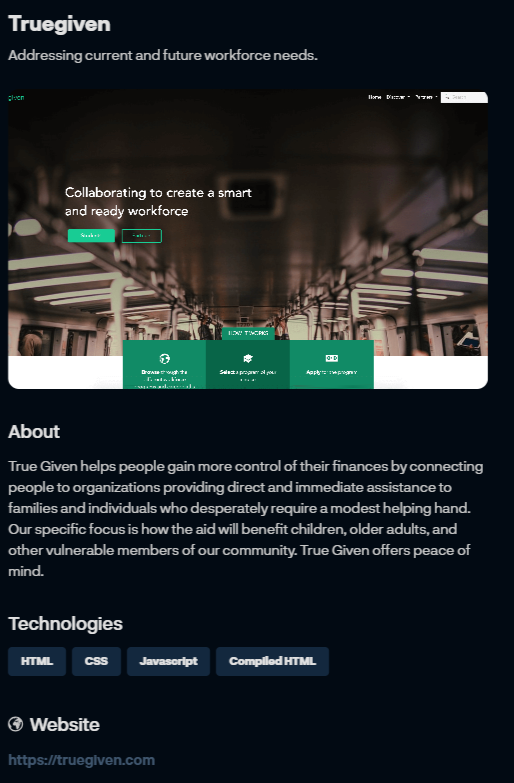 Truegiven
Addressing current and future workforce needs.
given
Home Discover Partners Search
Collaborating to create a smart
and ready workforce
Student
HOW IT WORKS
Browse through the Select a program of your Apply for the program
About
True Given helps people gain more control of their finances by connecting
people to organizations providing direct and immediate assistance to
families and individuals who desperately require a modest helping hand.
Our specific focus is how the aid will benefit children, older adults, and
other vulnerable members of our community. True Given offers peace of
mind.
Technologies
HTML CSS Javascript Compiled HTML
Website
https://truegiven.com